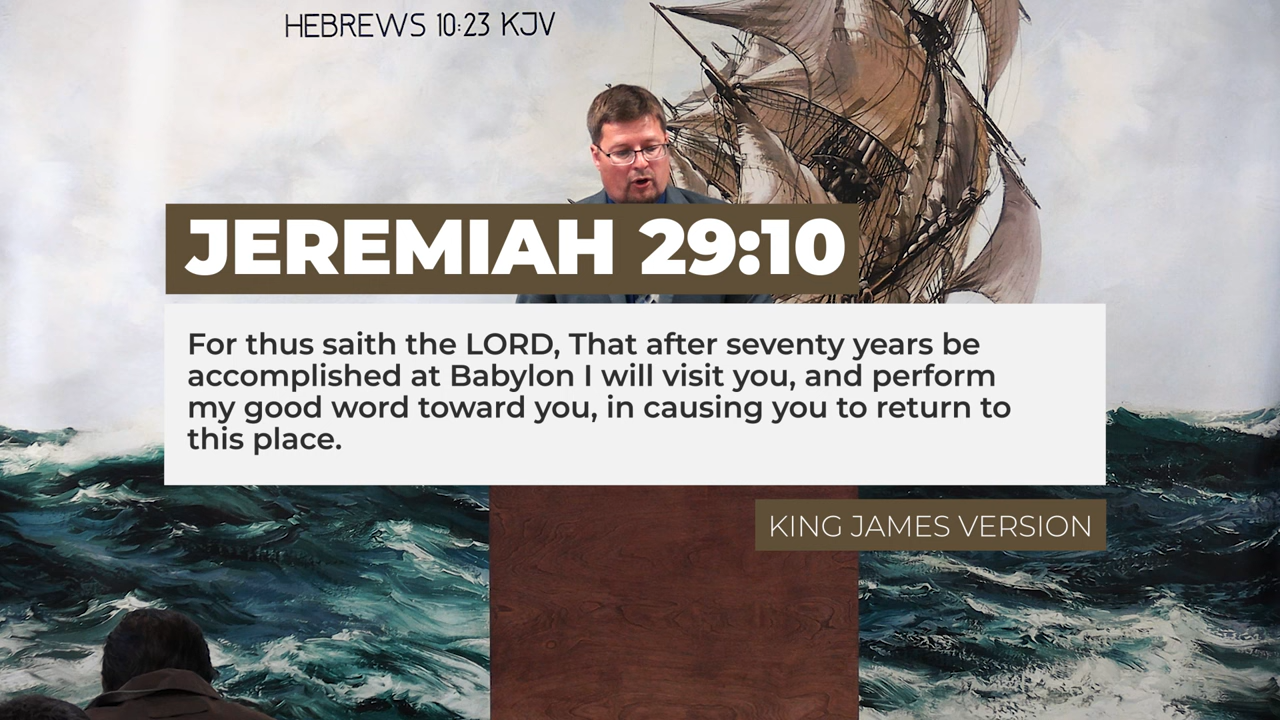 HEBREWS 10:23 KJV
JEREMIAH 29:10
For thus saith the LORD, That after seventy years be
accomplished at Babylon I will visit you, and perform
my good word toward you, in causing you to return to
this place.
KING JAMES VERSION